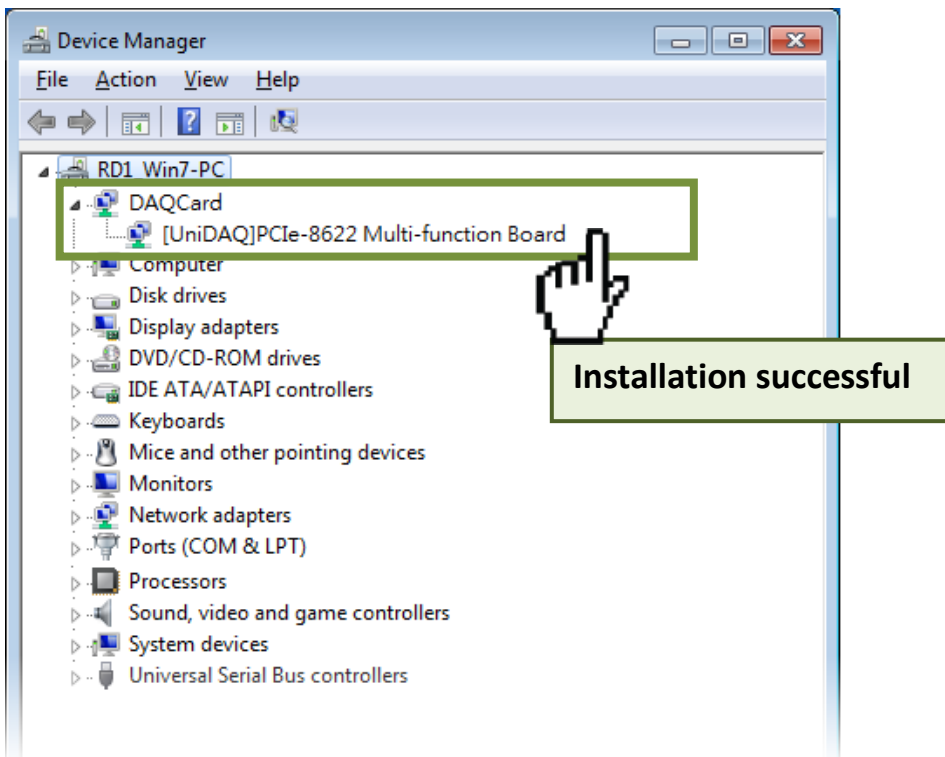 Device Manager
File Action View Help
RD1_Win7-PC
DAQCard
[UniDAQ]PCIe-8622 Multi-function Board
Computer
Disk drives
Display adapters
DVD/CD-ROM drives
IDE ATA/ATAPI controllers
Installation successful
Keyboards
Mice and other pointing devices
Monitors
Network adapters
Ports (COM & LPT)
Processors
Sound, video and game controllers
System devices
Universal Serial Bus controllers